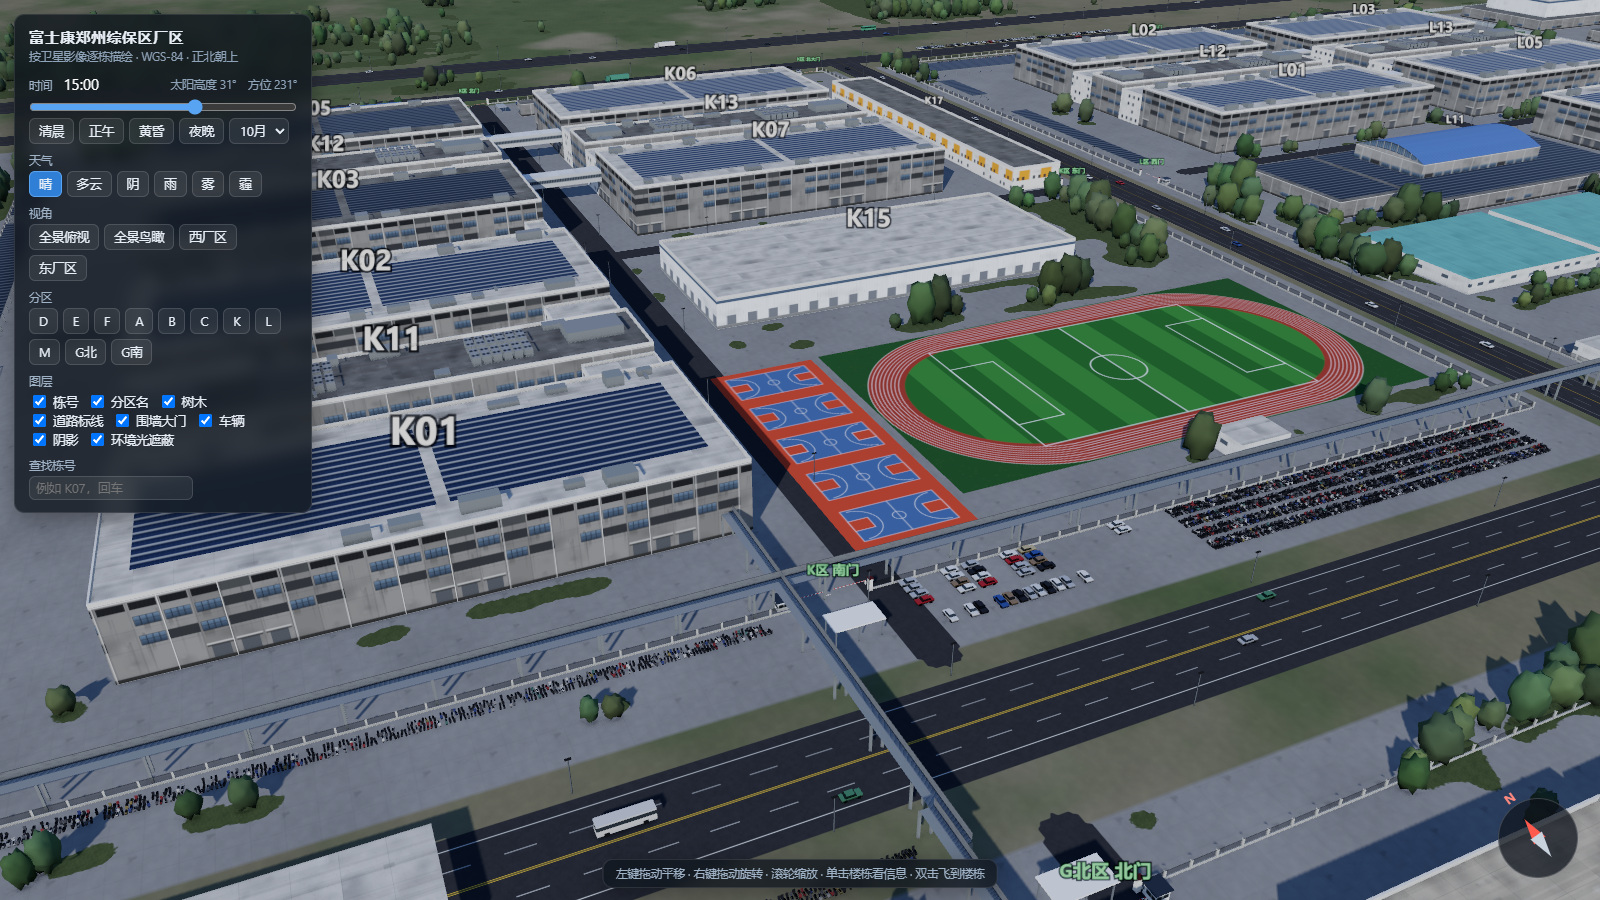 富士康郑州综保区厂区
按卫星影像逐栋描绘 · WGS-84 · 正北朝上
时间 15:00 太阳高度 31° 方位 231°
清晨 正午 黄昏 夜晚 10月
天气
晴 多云 阴 雨 雾 霾
视角
全景俯视 全景鸟瞰 西厂区
东厂区
分区
D E F A B C K L
M G北 G南
图层
栋号 分区名 树木
道路标线 围墙大门 车辆
阴影 环境光遮蔽
查找栋号
例如 K07，回车
L03
L02
L13
L12
L05
L01
K06
05
K13
K17
K07
K12
L11
K03
K15
K02
K11
K01
K区 南门
G北区 北门
N
左键拖动平移 · 右键拖动旋转 · 滚轮缩放 · 单击楼栋看信息 · 双击飞到楼栋